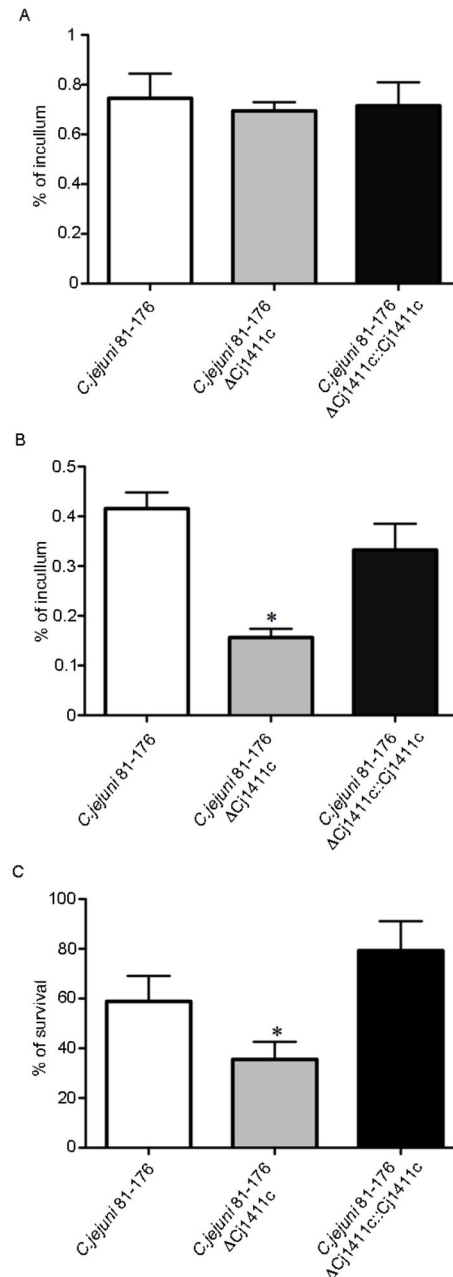 A
% of incullum
1
0.8
0.6
0.4
0.2
0
C.jejuni 81-176
C.jejuni 81-176
ΔCj1411c
C.jejuni 81-176
ΔCj1411c::Cj1411c
B
% of incullum
0.5
0.4
0.3
0.2
0.1
0
*
C.jejuni 81-176
C.jejuni 81-176
ΔCj1411c
C.jejuni 81-176
ΔCj1411c::Cj1411c
C
% of survival
100
80
60
40
20
0
*
C.jejuni 81-176
C.jejuni 81-176
ΔCj1411c
C.jejuni 81-176
ΔCj1411c::Cj1411c